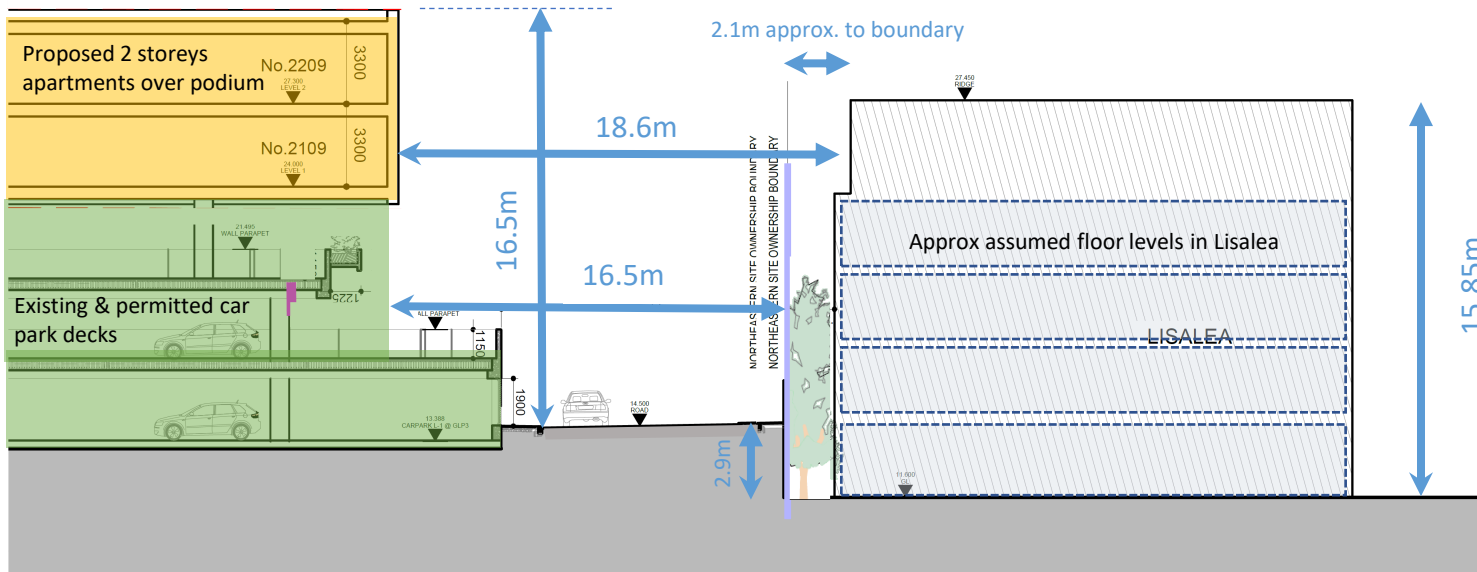 Proposed 2 storeys
apartments over podium
No.2209
27.300
LEVEL 2
3300
No.2109
24.000
LEVEL 1
3300
21.495
WALL PARAPET
1225
Existing & permitted car
park decks
WALL PARAPET
1150
1900
13.388
CARPARK L-1 @ GLP3
16.5m
18.6m
16.5m
2.1m approx. to boundary
NORTHEASTERN SITE OWNERSHIP BOUNDARY
NORTHEASTERN SITE OWNERSHIP BOUNDARY
14.500
ROAD
2.9m
27.450
RIDGE
Approx assumed floor levels in Lisalea
LISALEA
11.600
GL
15.85m